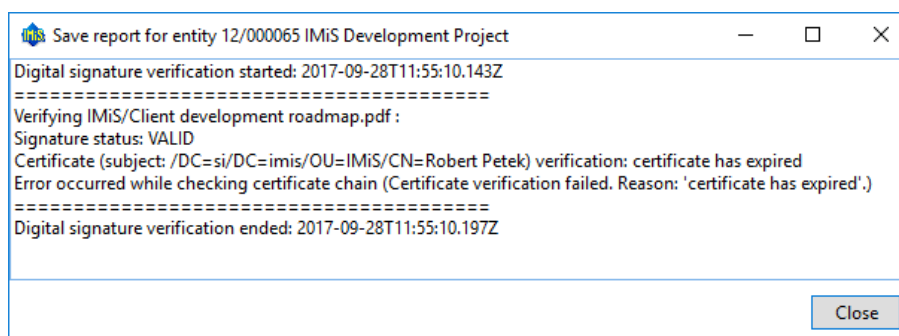 Save report for entity 12/000065 IMiS Development Project
Digital signature verification started: 2017-09-28T11:55:10.143Z
========================================
Verifying IMiS/Client development roadmap.pdf :
Signature status: VALID
Certificate (subject: /DC=si/DC=imis/OU=IMiS/CN=Robert Petek) verification: certificate has expired
Error occurred while checking certificate chain (Certificate verification failed. Reason: 'certificate has expired'.)
========================================
Digital signature verification ended: 2017-09-28T11:55:10.197Z
Close